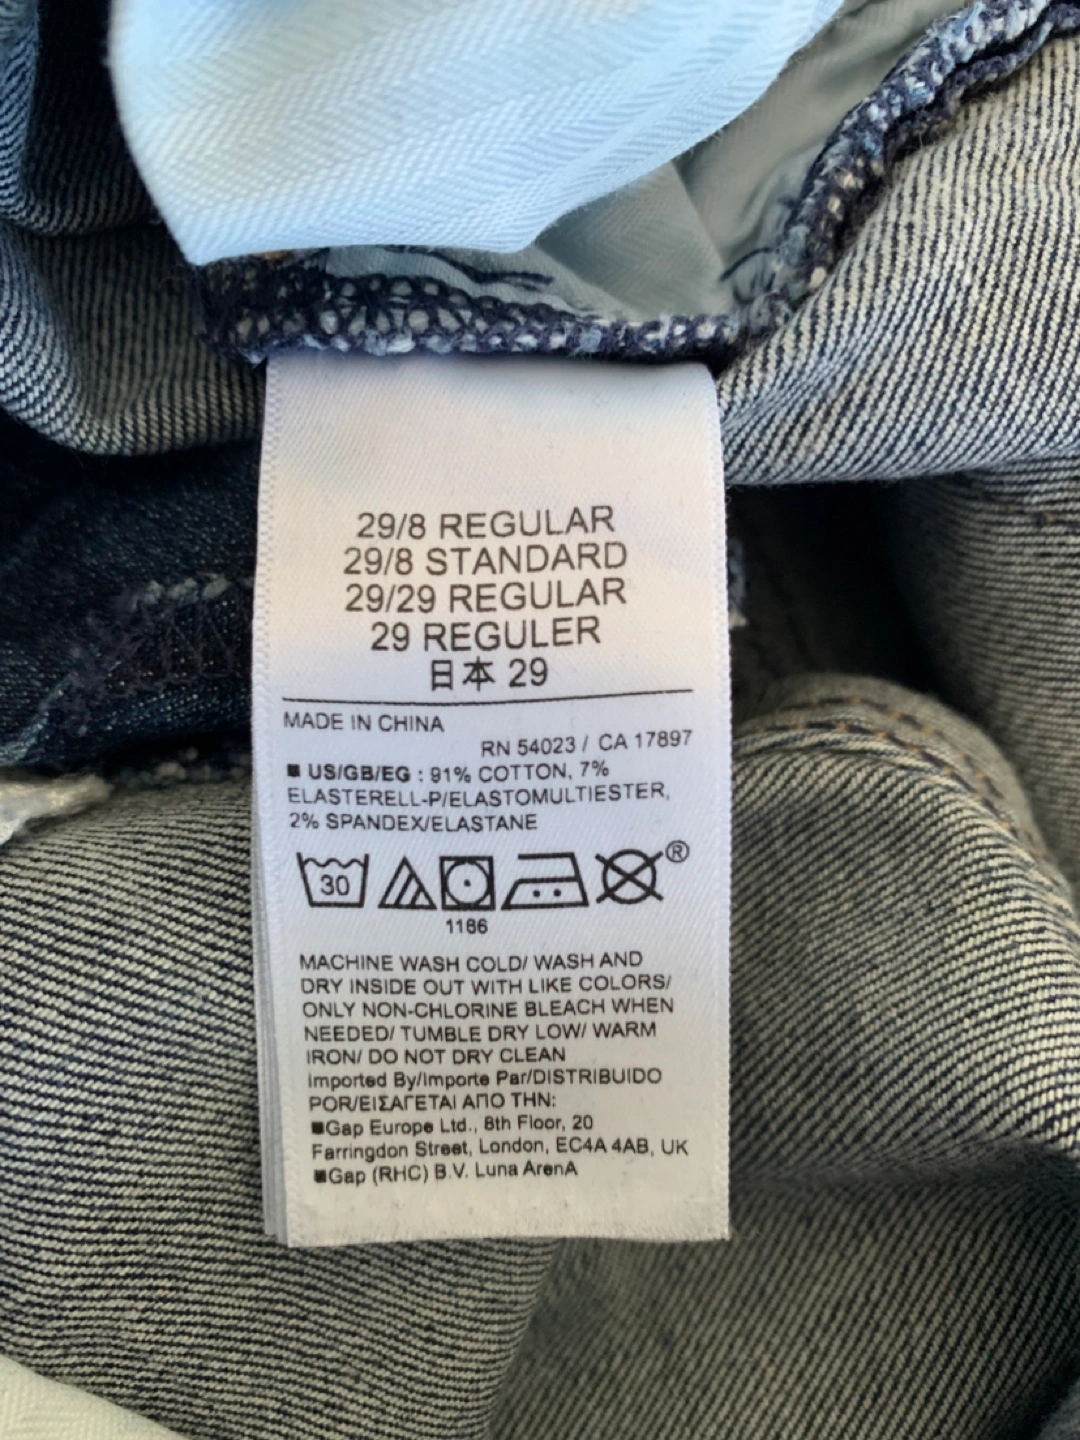 29/8 REGULAR
29/8 STANDARD
29/29 REGULAR
29 REGULER
日本 29
MADE IN CHINA
RN 54023 / CA 17897
■ US/GB/EG : 91% COTTON, 7%
ELASTERELL-P/ELASTOMULTIESTER,
2% SPANDEX/ELASTANE
30
®
1186
MACHINE WASH COLD/ WASH AND
DRY INSIDE OUT WITH LIKE COLORS/
ONLY NON-CHLORINE BLEACH WHEN
NEEDED/ TUMBLE DRY LOW/ WARM
IRON/ DO NOT DRY CLEAN
Imported By/Importe Par/DISTRIBUIDO
POR/ΕΙΣΑΓΕΤΑΙ ΑΠΟ ΤΗΝ:
■Gap Europe Ltd., 8th Floor, 20
Farringdon Street, London, EC4A 4AB, UK
■Gap (RHC) B.V. Luna ArenA